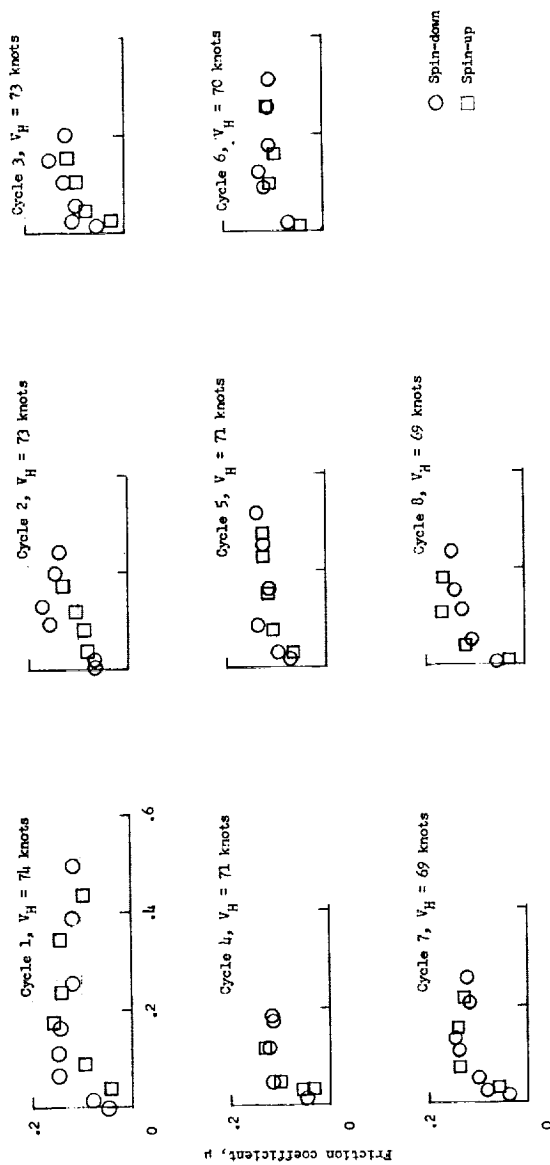 Cycle 1, V_H = 74 knots
Cycle 2, V_H = 73 knots
Cycle 3, V_H = 73 knots
.2
0
.2
.4
.6
Cycle 4, V_H = 71 knots
Cycle 5, V_H = 71 knots
Cycle 6, V_H = 70 knots
.2
0
Friction coefficient, μ
Cycle 7, V_H = 69 knots
Cycle 8, V_H = 69 knots
.2
0
Spin-down
Spin-up